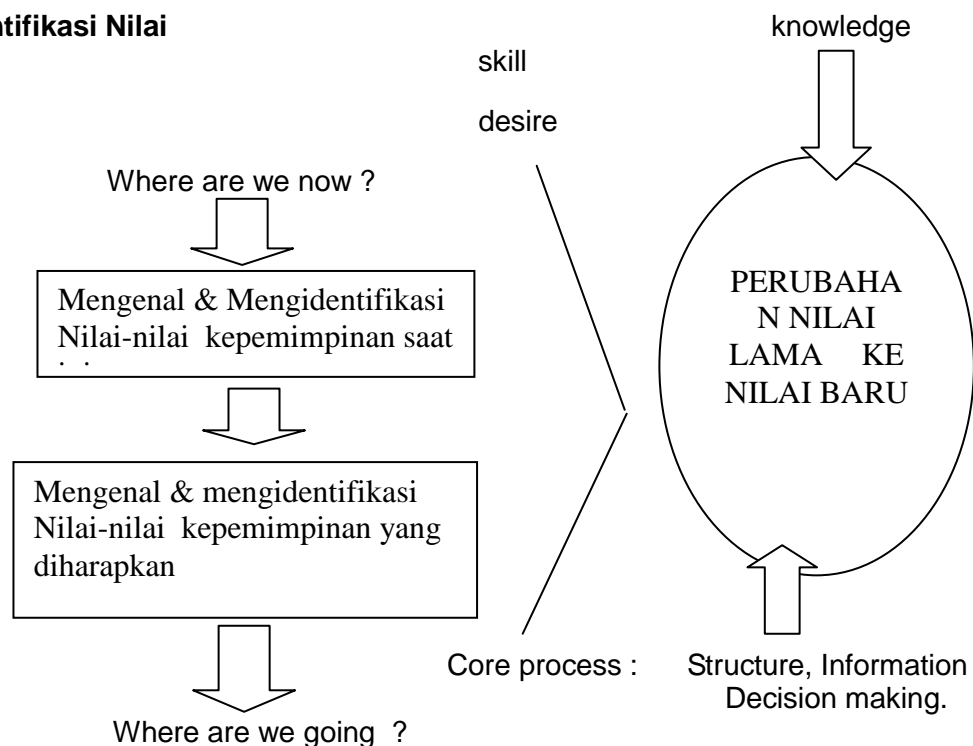 ntifikasi Nilai
knowledge
skill
desire
Where are we now ?
Mengenal & Mengidentifikasi
Nilai-nilai kepemimpinan saat
Mengenal & mengidentifikasi
Nilai-nilai kepemimpinan yang
diharapkan
Where are we going ?
PERUBAHA
N NILAI
LAMA KE
NILAI BARU
Core process : Structure, Information
Decision making.